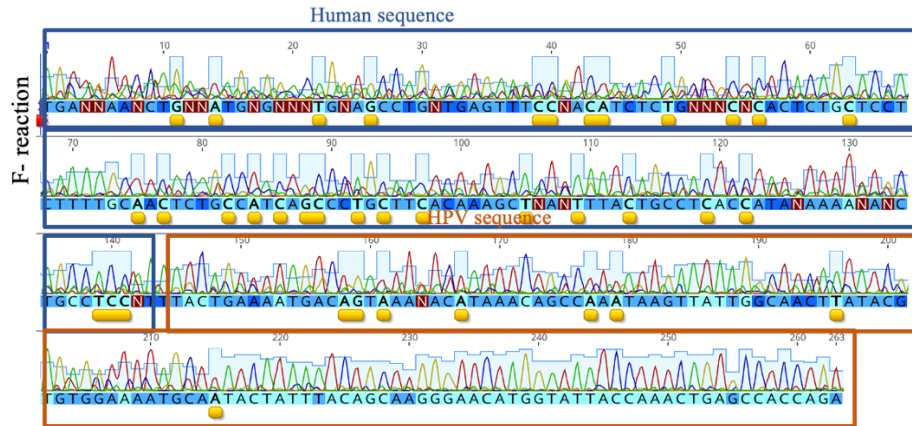 Human sequence
F- reaction
10 20 30 40 50 60
TGANNAANCTGNNATGNGNNNTGNAGCCTGNTGAGTTTCCNACATCTCTGNNNCNCACTCTGCTCCT
70 80 90 100 110 120 130
CTTTTGCAACTCTGCCATCAGCCCTGCTTCACAAAGCTNANTTTACTGCCTCACCATANAAAANANC
HPV sequence
140 150 160 170 180 190 200
TGCCTCCNTTTACTGAAAATGACAGTAAANACATAAACAGCCAAATAAGTTATTGGCAACTTATACG
210 220 230 240 250 260 263
TGTGGAAAATGCAATACTATTTACAGCAAGGGAACATGGTATTACCAAACTGAGCCACCAGA